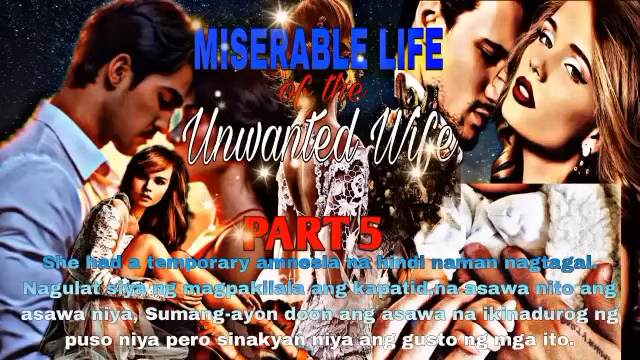 MISERABLE LIFE
of the
Unwanted Wife
PART 5
She had a temporary amnesia na hindi naman nagtagal.
Nagulat siya ng magpakilala ang kapatid na asawa nito ang
asawa niya, Sumang-ayon doon ang asawa na ikinadurog ng
puso niya pero sinakyan niya ang gusto ng mga ito.